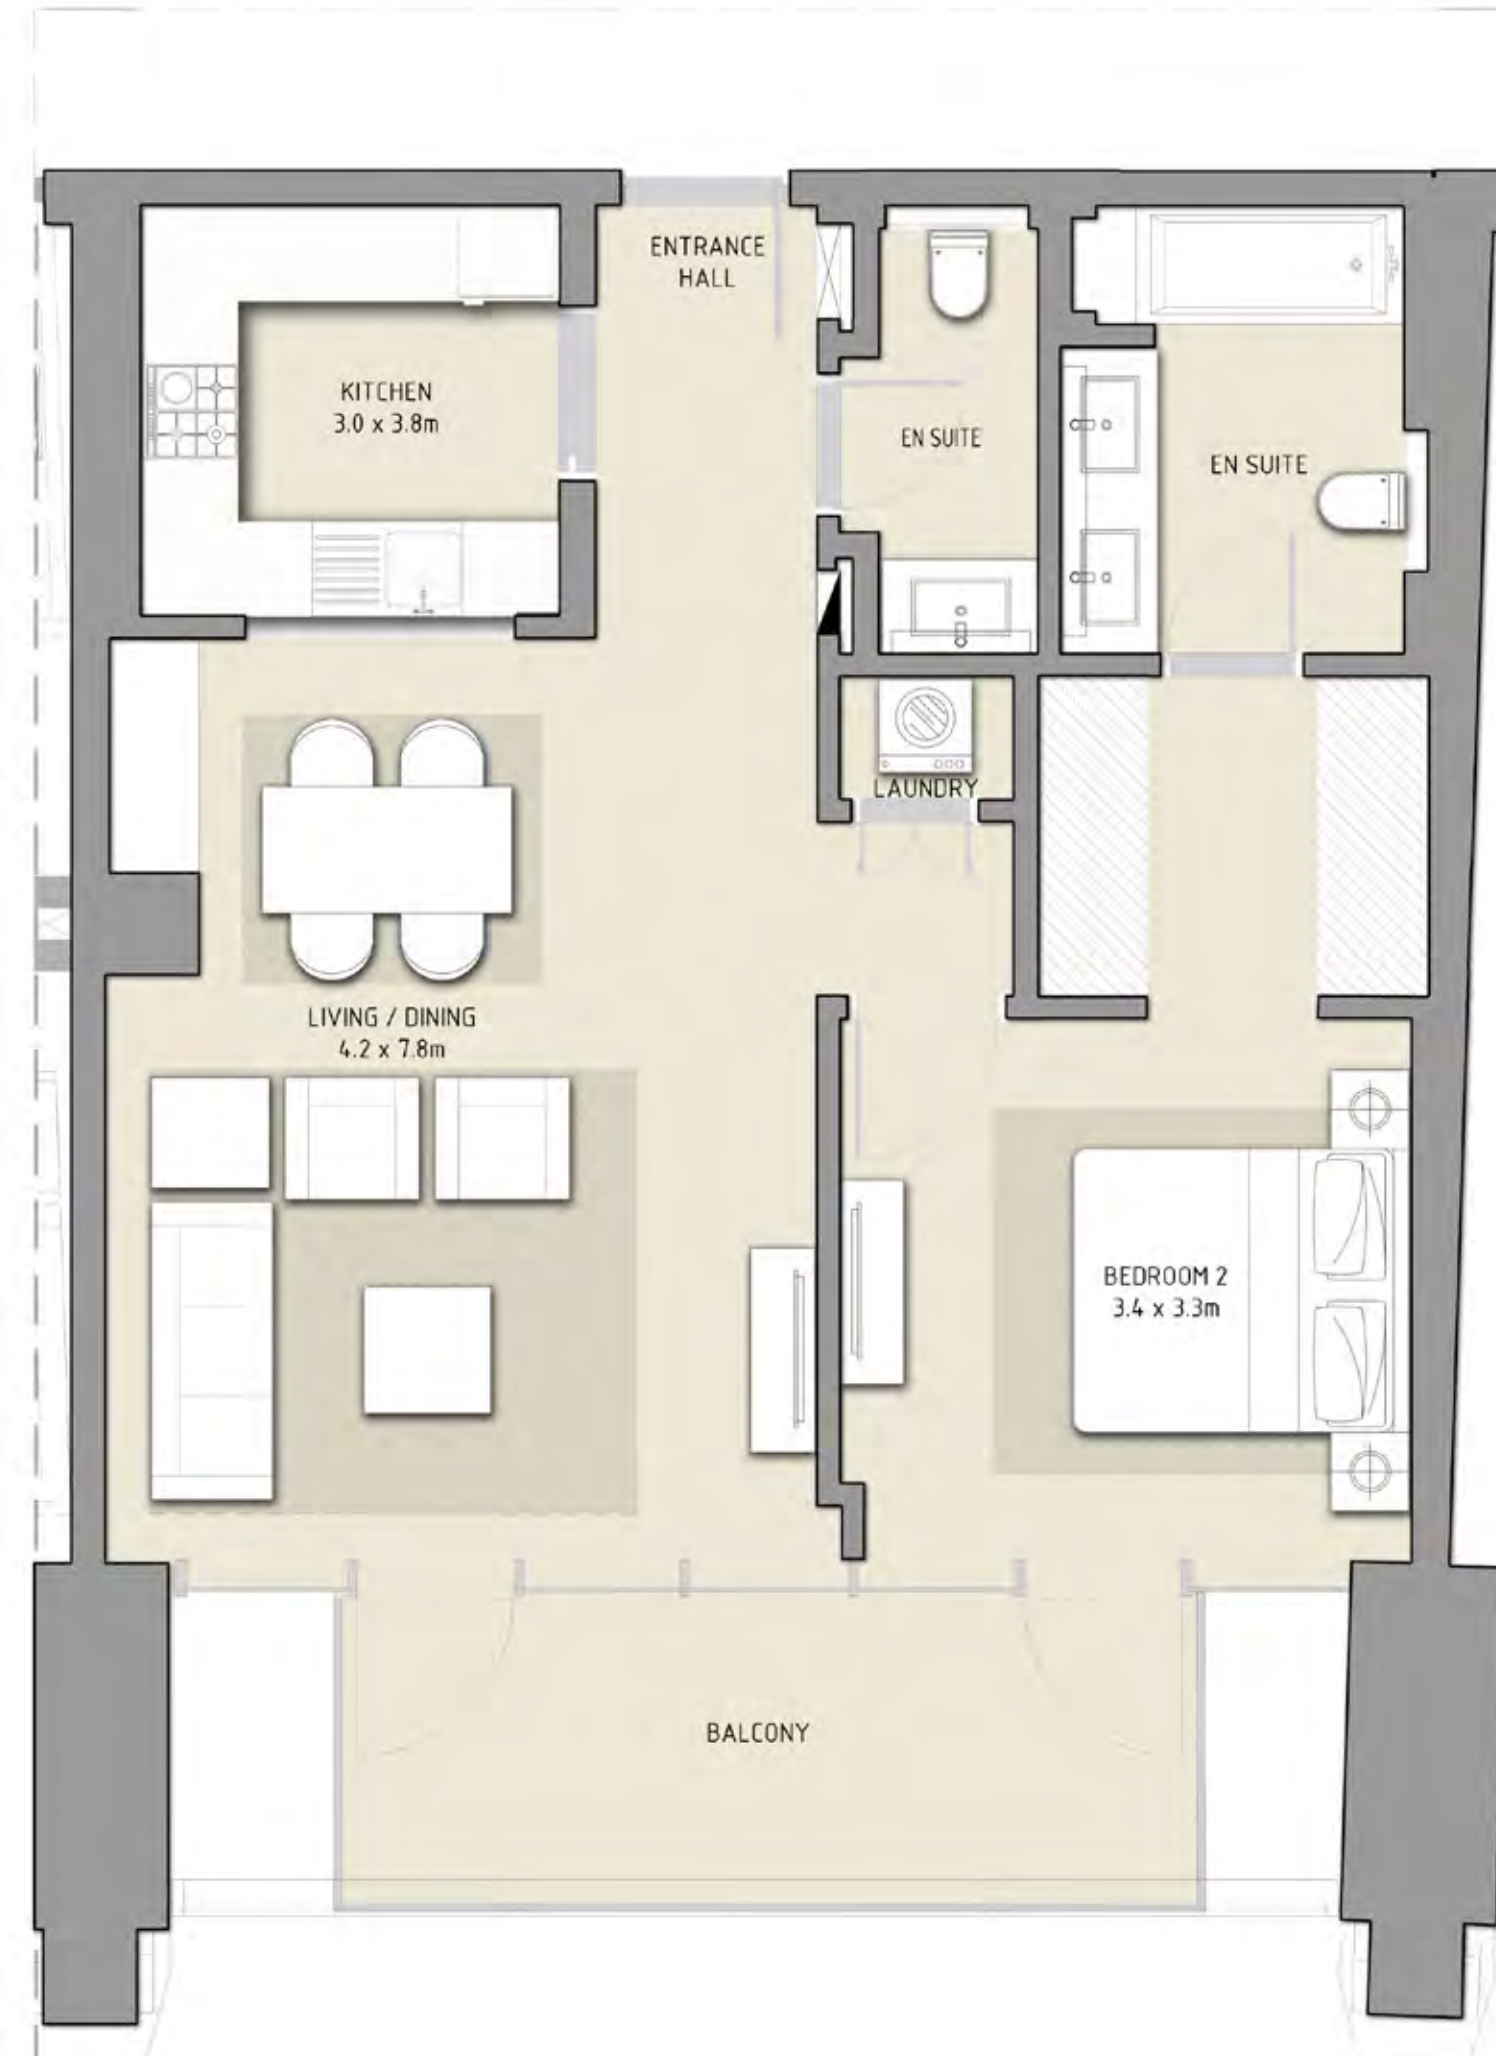 ENTRANCE
HALL
KITCHEN
3.0 x 3.8m
EN SUITE
EN SUITE
LAUNDRY
LIVING / DINING
4.2 x 7.8m
BEDROOM 2
3.4 x 3.3m
BALCONY